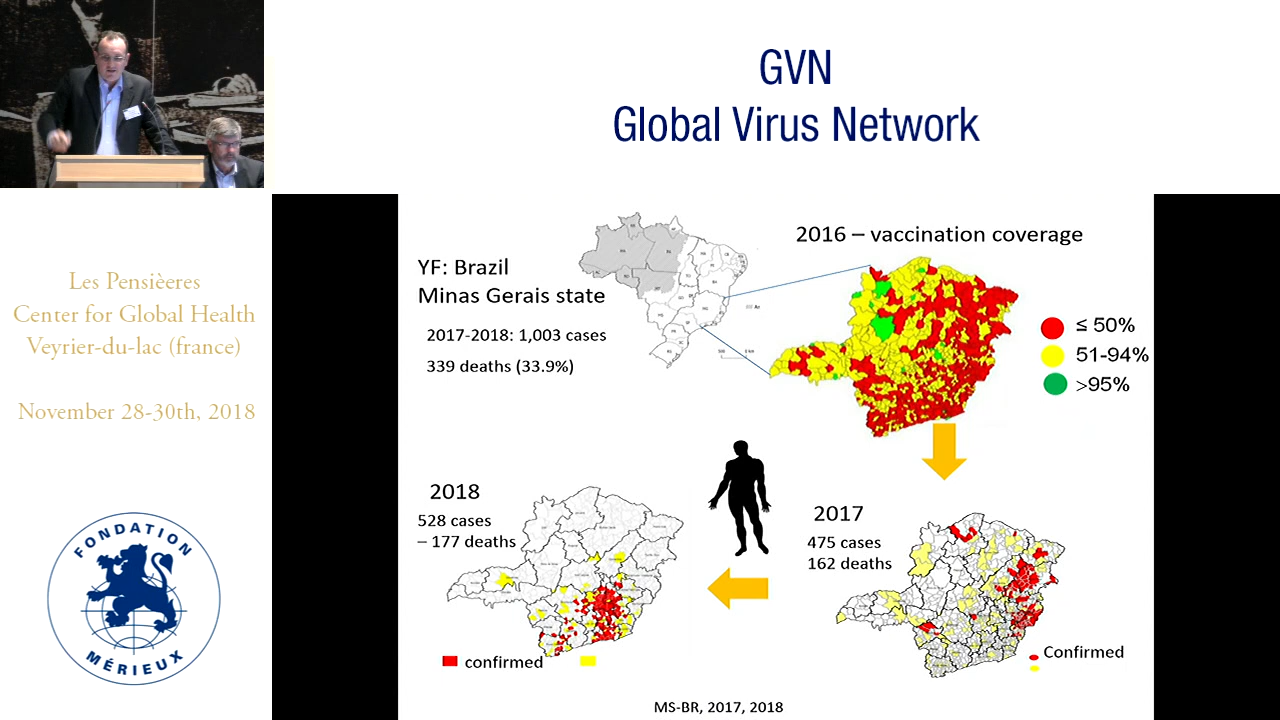 GVN
Global Virus Network
Les Pensièeres
Center for Global Health
Veyrier-du-lac (france)
November 28-30th, 2018
FONDATION
MÉRIEUX
YF: Brazil
Minas Gerais state
2017-2018: 1,003 cases
339 deaths (33.9%)
2016 – vaccination coverage
≤ 50%
51-94%
>95%
2018
528 cases
– 177 deaths
confirmed
2017
475 cases
162 deaths
Confirmed
MS-BR, 2017, 2018